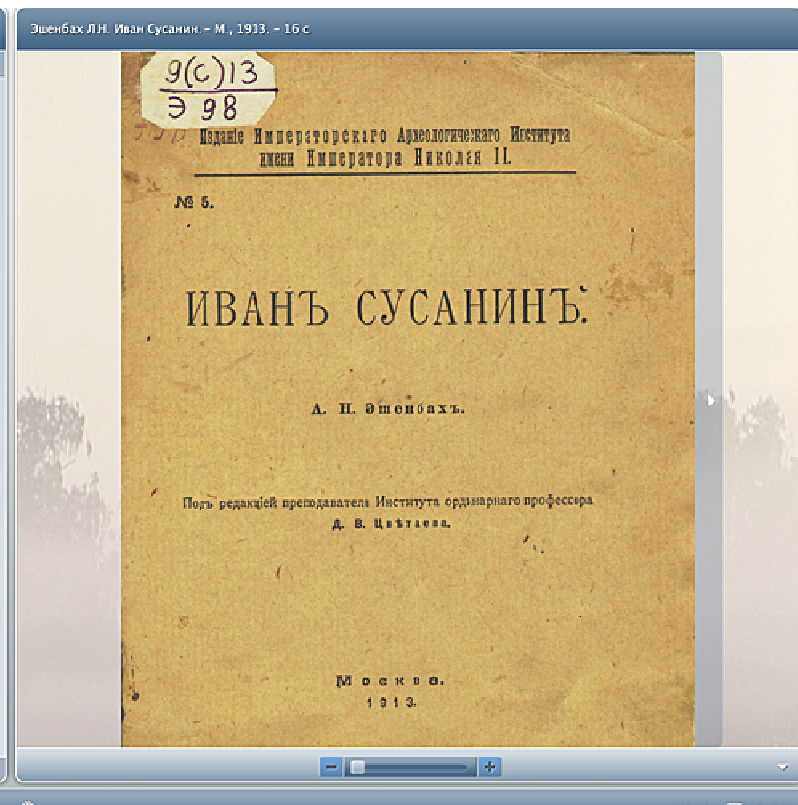 Эшенбах Л.Н. Иван Сусанин. – М., 1913. – 16 с
9(с)13
Э 98
Изданіе Императорскаго Археологическаго Института
имени Императора Николая II.
№ 5.
ИВАНЪ СУСАНИНЪ.
Л. Н. Эшенбахъ.
Подъ редакціей преподавателя Института ординарнаго профессора
Д. В. Цвѣтаева.
Москва.
1913.